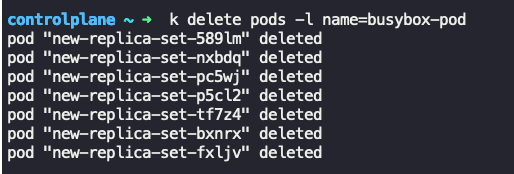 controlplane ~ ➜  k delete pods -l name=busybox-pod
pod "new-replica-set-589lm" deleted
pod "new-replica-set-nxbdq" deleted
pod "new-replica-set-pc5wj" deleted
pod "new-replica-set-p5cl2" deleted
pod "new-replica-set-tf7z4" deleted
pod "new-replica-set-bxnrx" deleted
pod "new-replica-set-fxljv" deleted